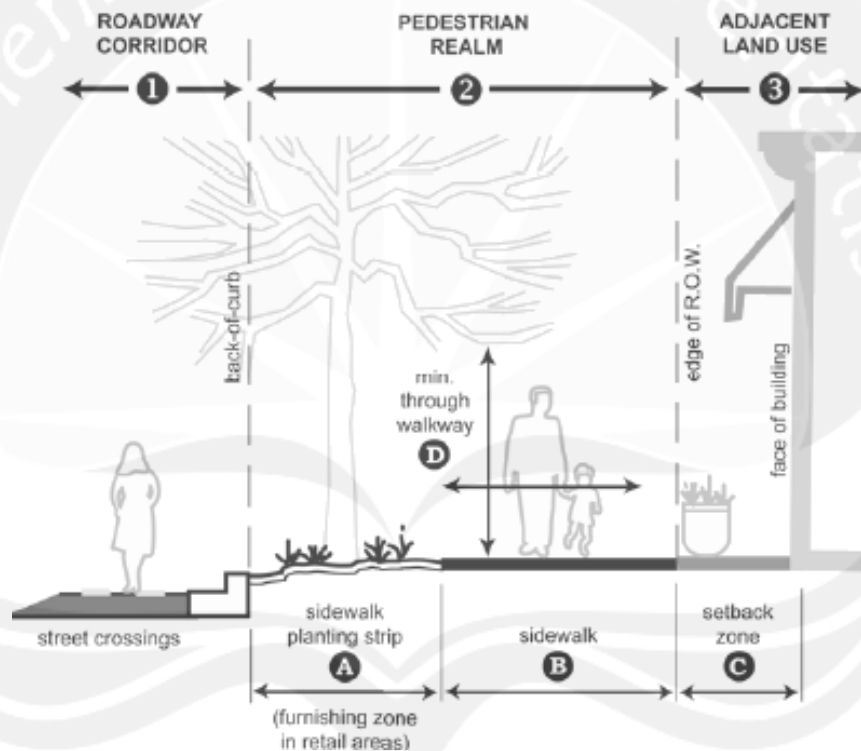 ROADWAY
CORRIDOR
PEDESTRIAN
REALM
ADJACENT
LAND USE
1
2
3
back-of-curb
edge of R.O.W.
min.
through
walkway
D
face of building
street crossings
sidewalk
planting strip
A
sidewalk
B
setback
zone
C
(furnishing zone
in retail areas)